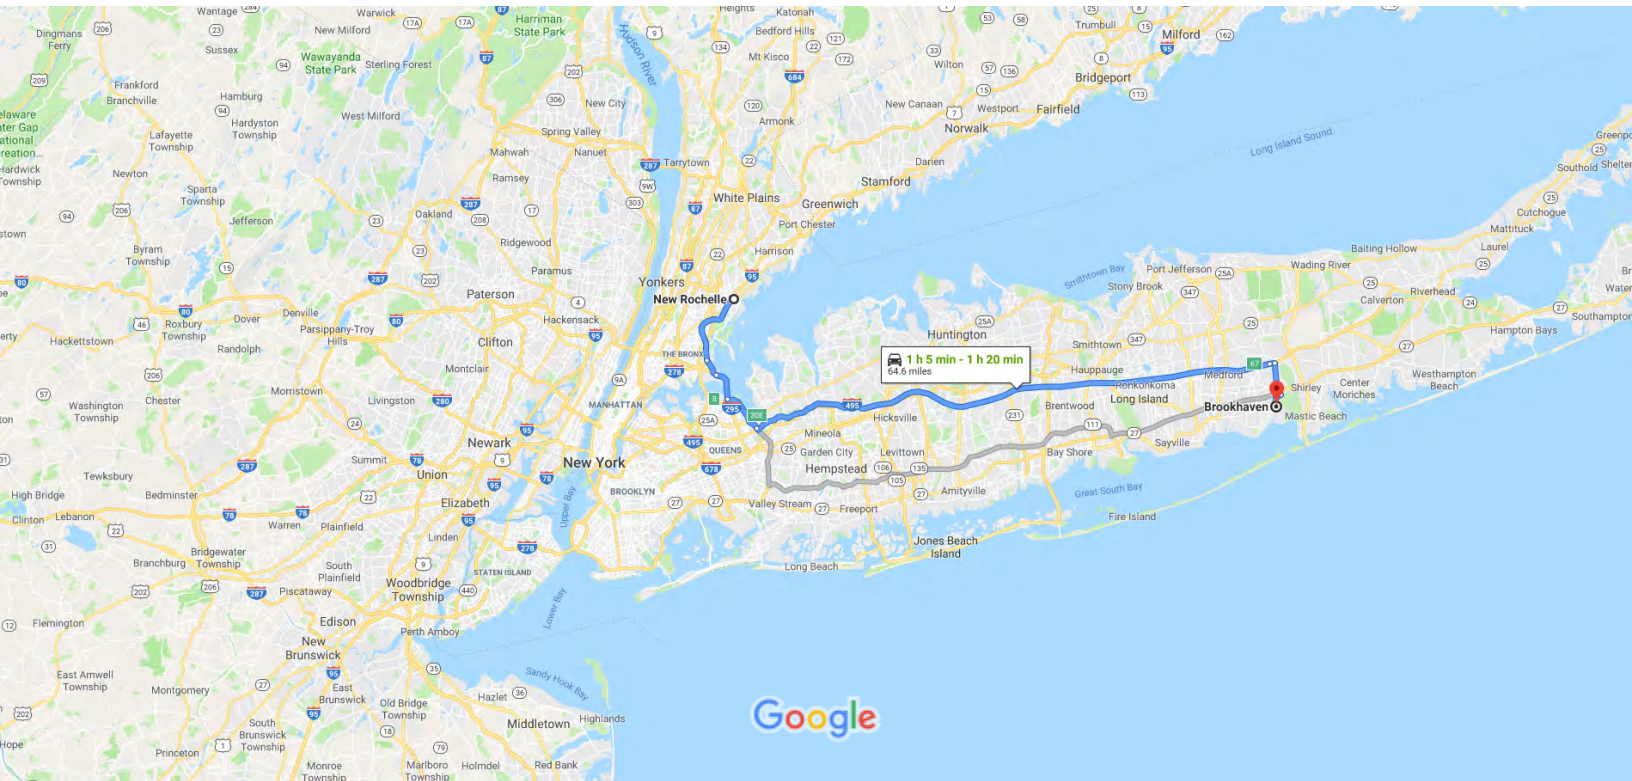 Wantage
Warwick
Harriman
State Park
Heights
Katonah
Bedford Hills
Trumbull
Milford
Dingmans
Ferry
New Milford
Sussex
Wawayanda
State Park
Sterling Forest
Hudson River
Mt Kisco
Wilton
Bridgeport
Frankford
Branchville
Hamburg
Hardyston
Township
West Milford
New City
Armonk
New Canaan
Westport
Fairfield
Norwalk
Lafayette
Township
Spring Valley
Nanuet
Mahwah
Tarrytown
Darien
Long Island Sound
Newton
Ramsey
Stamford
Southold
Shelter
Sparta
Township
White Plains
Greenwich
Oakland
Jefferson
Port Chester
Cutchogue
Mattituck
Laurel
Byram
Township
Ridgewood
Harrison
Baiting Hollow
Wading River
Paramus
Yonkers
Port Jefferson
Smithtown Bay
Stony Brook
Riverhead
Calverton
New Rochelle
Paterson
Hackensack
Denville
Dover
Roxbury
Township
Parsippany-Troy
Hills
Hackettstown
Randolph
Clifton
Southampton
Hampton Bays
Huntington
Smithtown
THE BRONX
1 h 5 min - 1 h 20 min
64.6 miles
Montclair
Hauppauge
Medford
Ronkonkoma
Long Island
Shirley
Center
Moriches
Westhampton
Beach
Morristown
Livingston
MANHATTAN
Brentwood
Brookhaven
Mastic Beach
Washington
Township
Hicksville
Mineola
Garden City
Levittown
Sayville
Bay Shore
Newark
QUEENS
New York
Summit
Union
Hempstead
Tewksbury
High Bridge
Bedminster
Elizabeth
BROOKLYN
Upper Bay
Valley Stream
Freeport
Amityville
Great South Bay
Fire Island
Clinton
Lebanon
Warren
Plainfield
Linden
Jones Beach
Island
Bridgewater
Township
Branchburg
South
Plainfield
Piscataway
Woodbridge
Township
STATEN ISLAND
Long Beach
Lower Bay
Flemington
Edison
Perth Amboy
New
Brunswick
East Amwell
Township
Montgomery
East
Brunswick
Old Bridge
Township
Hazlet
Sandy Hook Bay
Highlands
Middletown
Google
South
Brunswick
Township
Princeton
Monroe
Township
Marlboro
Township
Holmdel
Red Bank